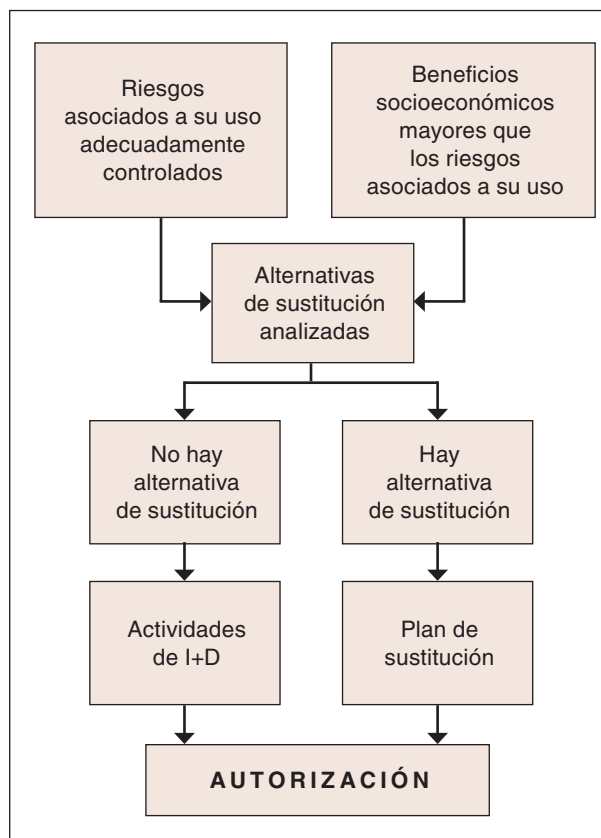 Riesgos
asociados a su uso
adecuadamente
controlados
Beneficios
socioeconómicos
mayores que
los riesgos
asociados a su uso
Alternativas
de sustitución
analizadas
No hay
alternativa
de sustitución
Hay
alternativa
de sustitución
Actividades
de I+D
Plan de
sustitución
AUTORIZACIÓN